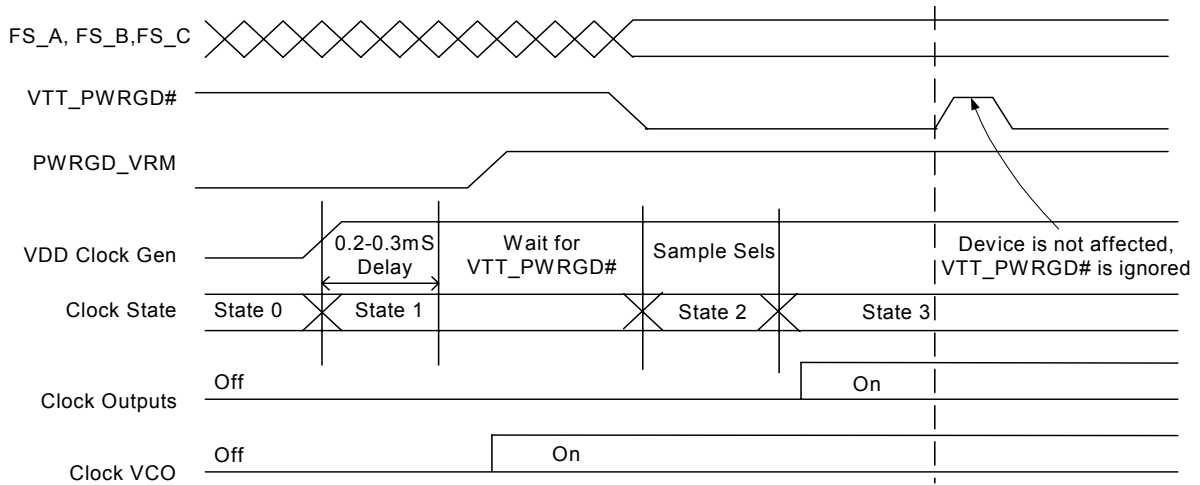 FS_A, FS_B,FS_C
VTT_PWRGD#
PWRGD_VRM
VDD Clock Gen
0.2-0.3mS
Delay
Wait for
VTT_PWRGD#
Sample Sels
Device is not affected,
VTT_PWRGD# is ignored
Clock State
State 0
State 1
State 2
State 3
Clock Outputs
Off
On
Clock VCO
Off
On